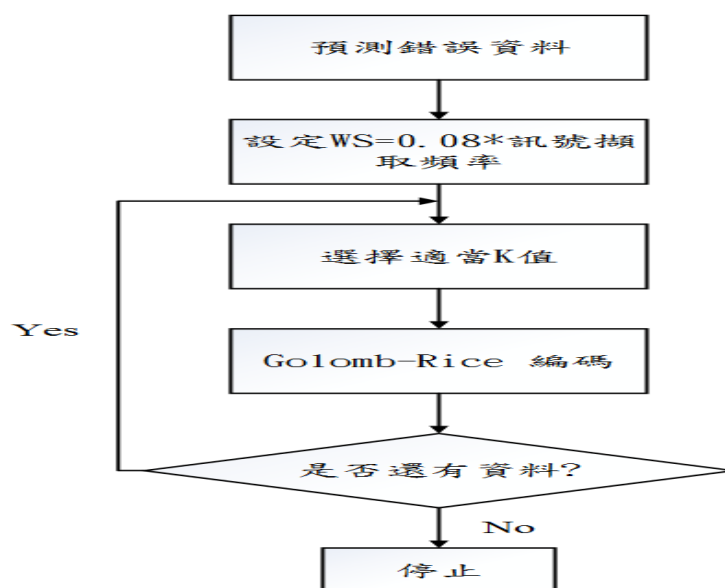 預測錯誤資料
設定WS=0.08*訊號擷
取頻率
選擇適當K值
Yes
Golomb-Rice 編碼
是否還有資料?
No
停止